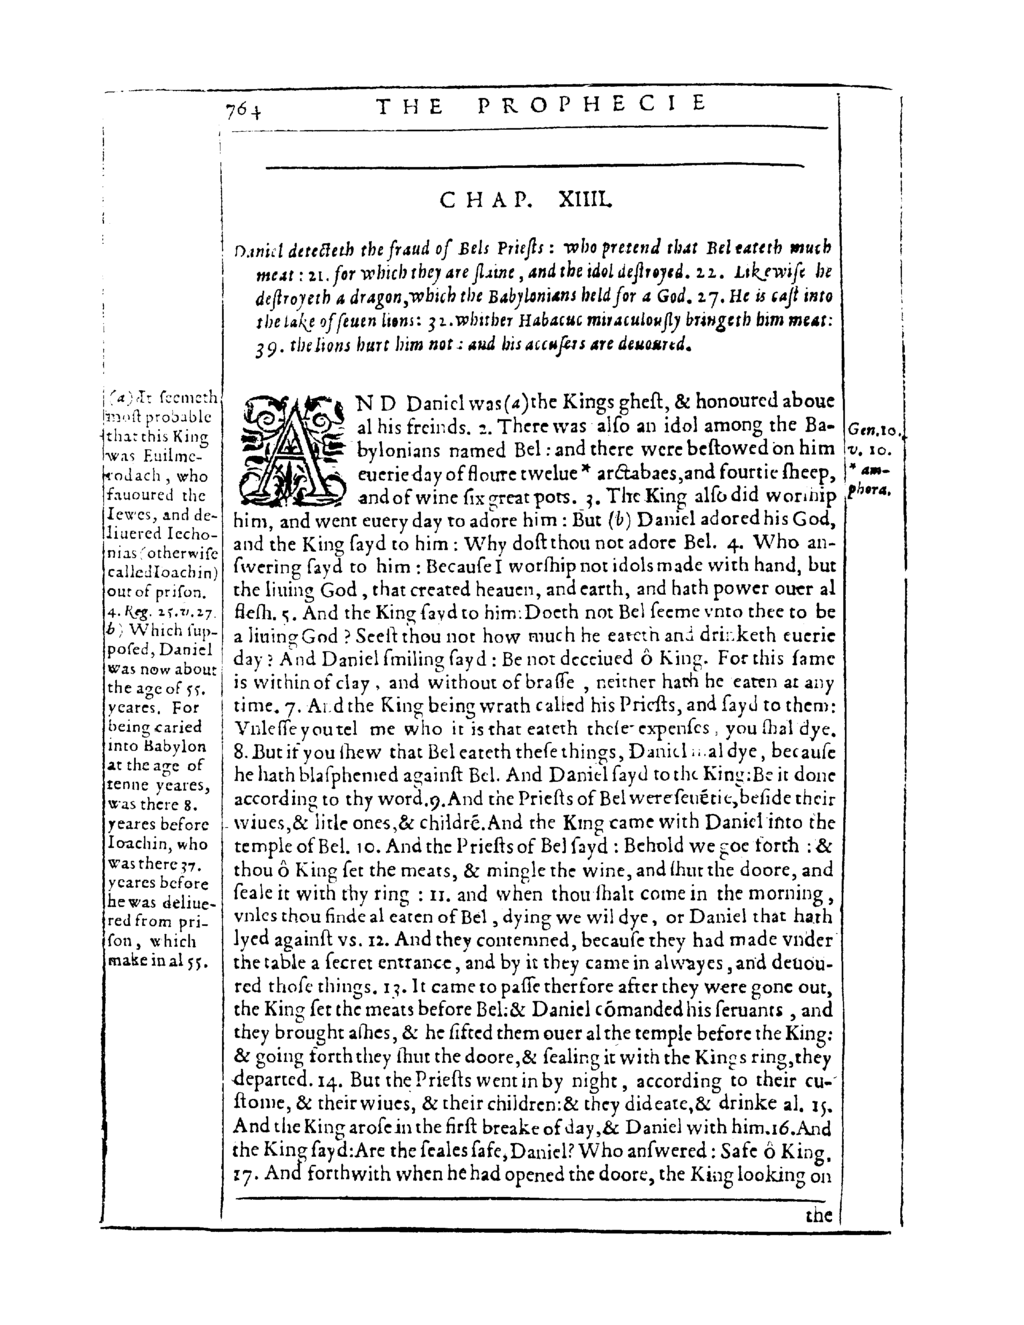 764 THE PROPHECIE
CHAP. XIIII.
Daniel detecteth the fraud of Bels Priests : who pretend that Bel eateth much
meat : 21. for which they are slaine, and the idol destroyed. 22. Likewise he
destroyeth a dragon, which the Babylonians held for a God. 27. He is cast into
the lake of seuen lions: 32. whither Habacuc miraculously bringeth him meat:
39. the lions hurt him not : and his accusers are deuoured.
AND Daniel was (a) the Kings ghest, & honoured aboue
al his freinds. 2. There was also an idol among the Ba-
bylonians named Bel : and there were bestowed on him
euerie day of floure twelue * arctabaes, and fourtie sheep,
and of wine six great pots. 3. The King also did worship
him, and went euery day to adore him : But (b) Daniel adored his God,
and the King sayd to him : Why dost thou not adore Bel. 4. Who an-
swering sayd to him : Because I worship not idols made with hand, but
the liuing God, that created heauen, and earth, and hath power ouer al
flesh. 5. And the King sayd to him: Doeth not Bel seeme vnto thee to be
a liuing God ? Seest thou not how much he eateth and drinketh euerie
day ? And Daniel smiling sayd : Be not deceiued ô King. For this same
is within of clay, and without of brasse, neither hath he eaten at any
time. 7. And the King being wrath called his Priests, and sayd to them:
Vnlesse you tel me who it is that eateth these expenses, you shal dye.
8. But if you shew that Bel eateth these things, Daniel shal dye, because
he hath blasphemed against Bel. And Daniel sayd to the King: Be it done
according to thy word. 9. And the Priests of Bel were seuētie, beside their
wiues, & litle ones, & childrē. And the King came with Daniel into the
temple of Bel. 10. And the Priests of Bel sayd : Behold we goe forth : &
thou ô King set the meats, & mingle the wine, and shut the doore, and
seale it with thy ring : 11. and when thou shalt come in the morning,
vnles thou finde al eaten of Bel, dying we wil dye, or Daniel that hath
lyed against vs. 12. And they contemned, because they had made vnder
the table a secret entrance, and by it they came in alwayes, and deuou-
red those things. 13. It came to passe therfore after they were gone out,
the King set the meats before Bel: & Daniel cōmanded his seruants, and
they brought ashes, & he sifted them ouer al the temple before the King:
& going forth they shut the doore, & sealing it with the Kings ring, they
departed. 14. But the Priests went in by night, according to their cu-
stome, & their wiues, & their children: & they did eate, & drinke al. 15.
And the King arose in the first breake of day, & Daniel with him. 16. And
the King sayd: Are the seales safe, Daniel? Who answered : Safe ô King.
17. And forthwith when he had opened the doore, the King looking on
the
(a) It seemeth
most probable
that this King
was Euilme-
rodach, who
fauoured the
Iewes, and de-
liuered Iecho-
nias (otherwise
called Ioachin)
out of prison.
4. Reg. 25. v. 27.
b) Which sup-
posed, Daniel
was now about
the age of 55.
yeares. For
being caried
into Babylon
at the age of
tenne yeares,
was there 8.
yeares before
Ioachin, who
was there 37.
yeares before
he was deliue-
red from pri-
son, which
make in al 55.
Gen. 10.
v. 10.
* am-
phora.